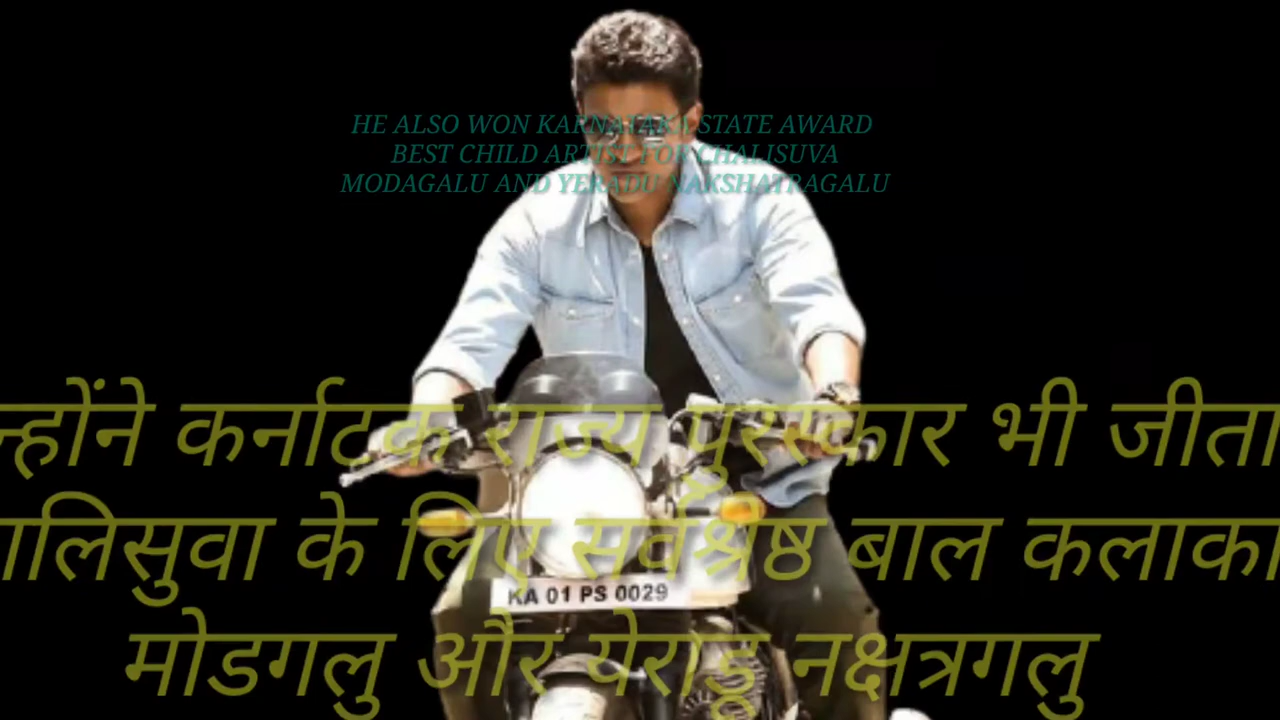 HE ALSO WON KARNATAKA STATE AWARD
BEST CHILD ARTIST FOR CHALISUVA
MODAGALU AND YERADU NAKSHATRAGALU
न्होंने कर्नाटक राज्य पुरस्कार भी जीता
ालिसुवा के लिए सर्वश्रेष्ठ बाल कलाका
KA 01 PS 0029
मोडगलु और येराडू नक्षत्रगलु